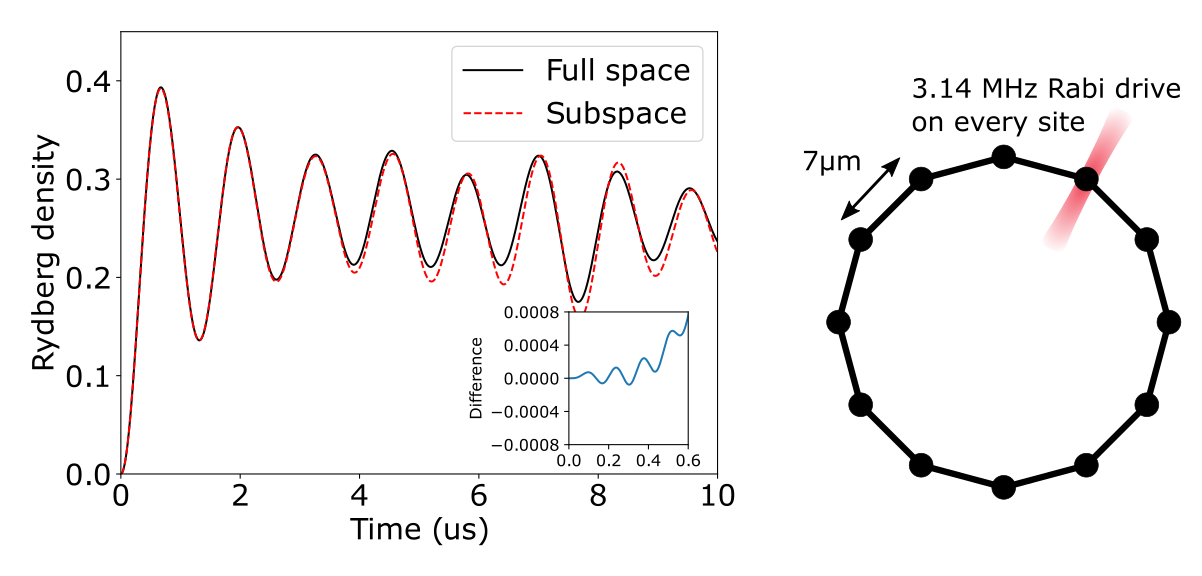 0.4
0.3
0.2
0.1
0.0
Rydberg density
Full space
Subspace
0.0008
0.0004
0.0000
−0.0004
−0.0008
Difference
0.0 0.2 0.4 0.6
0 2 4 6 8 10
Time (us)
3.14 MHz Rabi drive
on every site
7μm